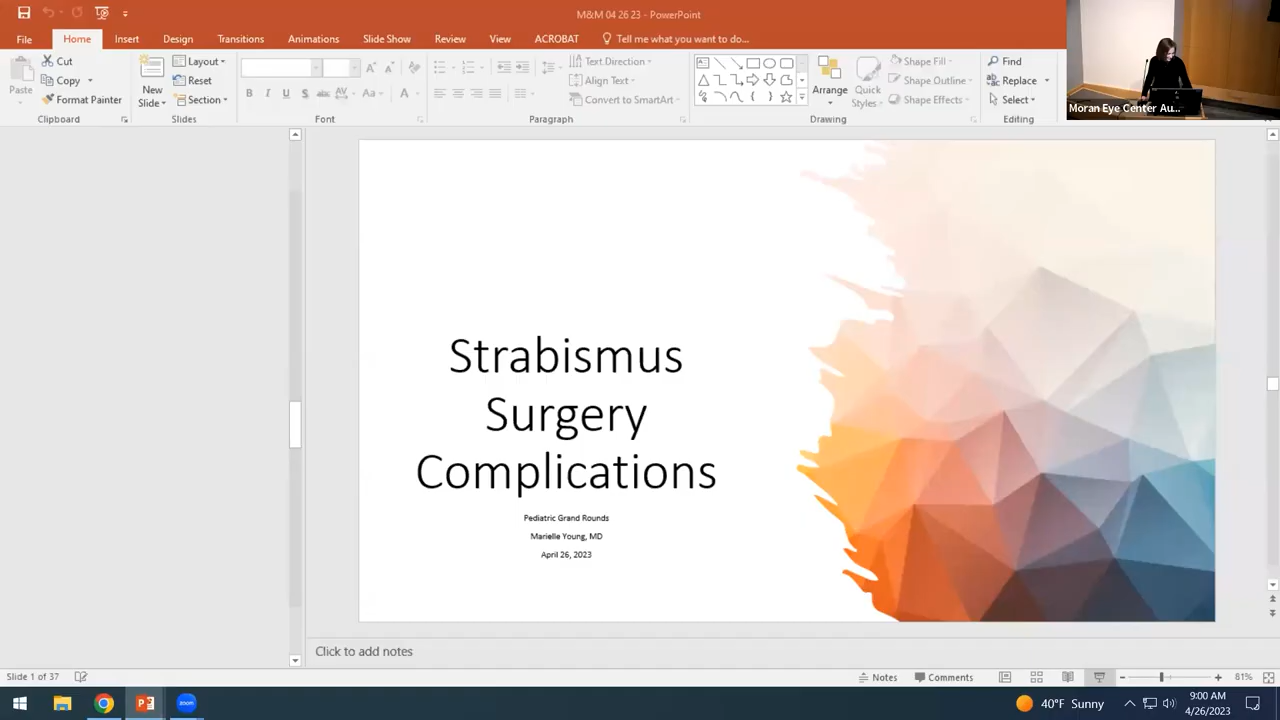 M&M 04 26 23 - PowerPoint
File Home Insert Design Transitions Animations Slide Show Review View ACROBAT Tell me what you want to do...
Paste
Cut
Copy
Format Painter
Clipboard
New
Slide
Layout
Reset
Section
Slides
B I U S abc AV Aa A
Font
Paragraph
Text Direction
Align Text
Convert to SmartArt
Drawing
Arrange
Quick
Styles
Shape Fill
Shape Outline
Shape Effects
Find
Replace
Select
Editing
Moran Eye Center Au...
Strabismus
Surgery
Complications
Pediatric Grand Rounds
Marielle Young, MD
April 26, 2023
Click to add notes
Slide 1 of 37
Notes
Comments
81%
zoom
40°F Sunny
9:00 AM
4/26/2023